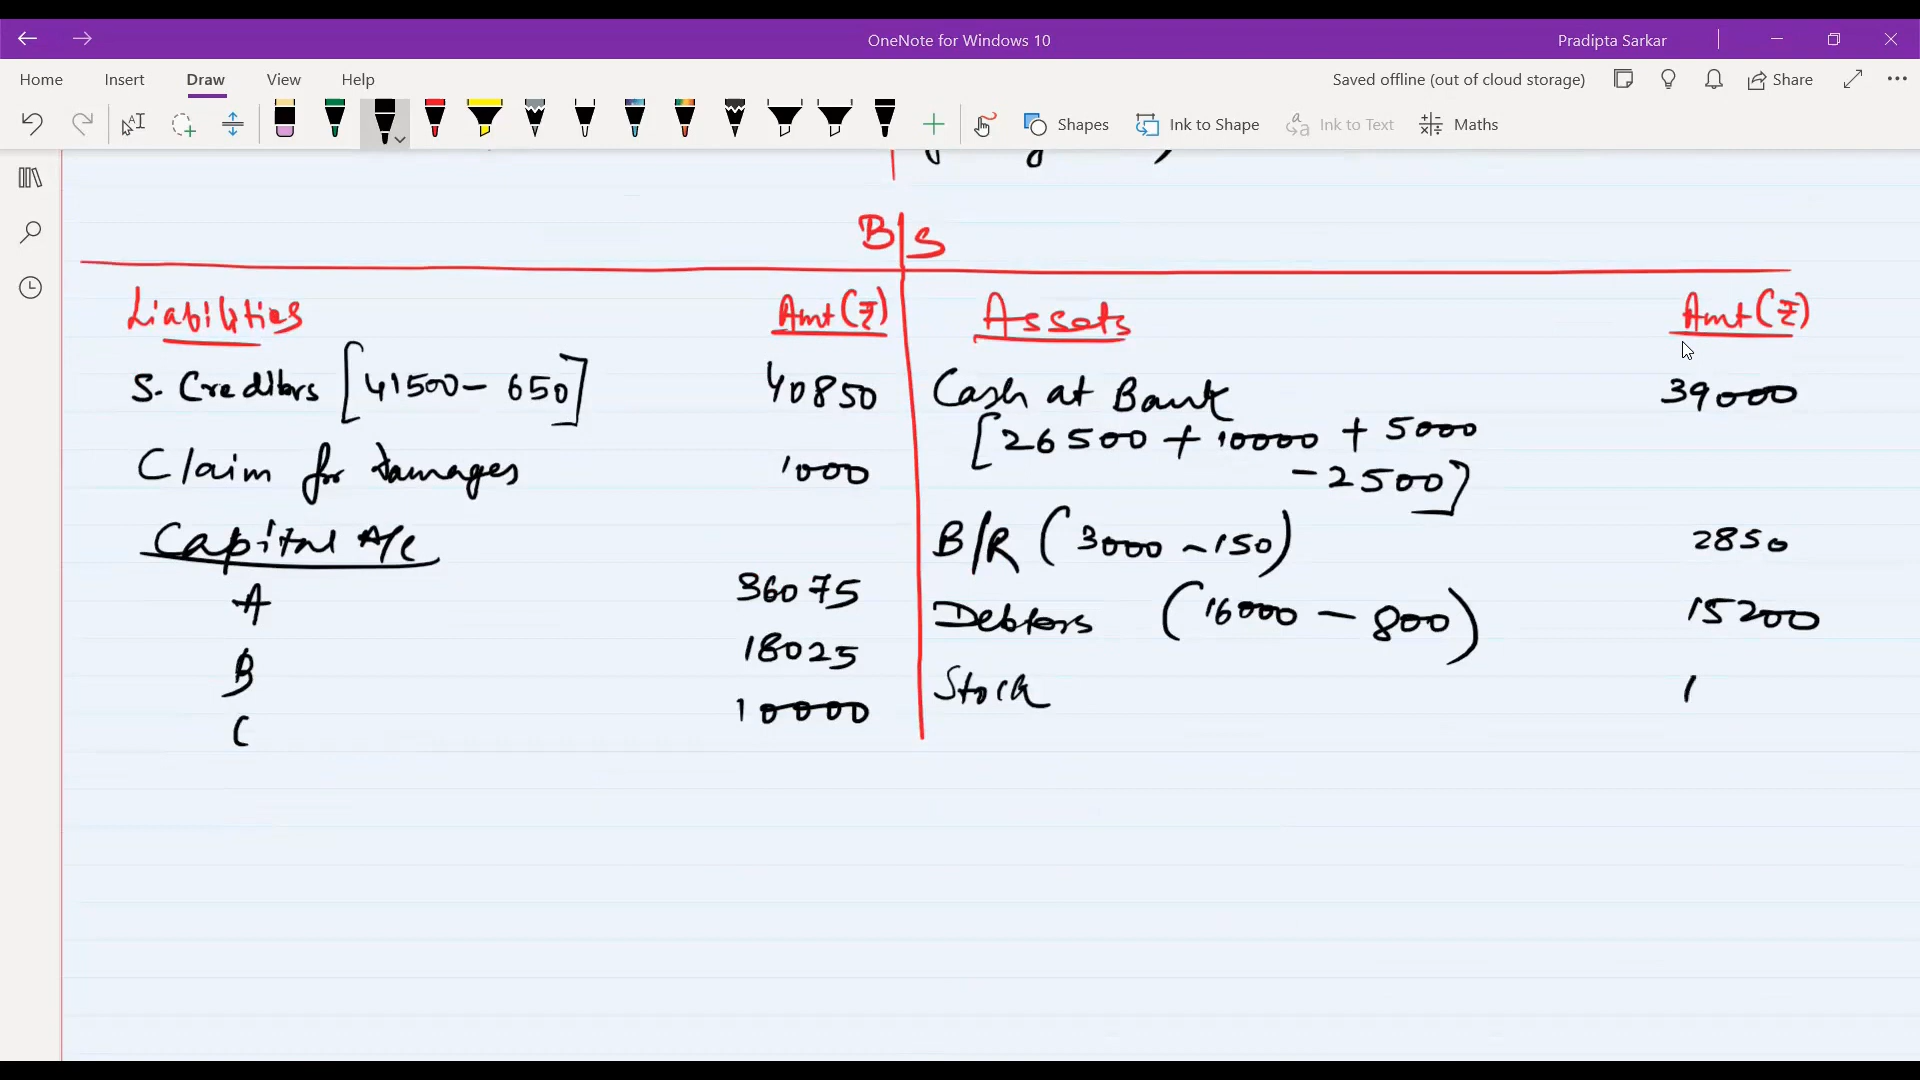 OneNote for Windows 10
Pradipta Sarkar
Home Insert Draw View Help
Saved offline (out of cloud storage) Share
Shapes Ink to Shape Ink to Text Maths
B/S
Liabilities Amt(₹) Assets Amt(₹)
S. Creditors [41500 - 650] 40850 Cash at Bank 39000
[26500 + 10000 + 5000
- 2500]
Claim for damages 1000
Capital A/c B/R (3000 - 150) 2850
A 36075 Debtors (16000 - 800) 15200
B 18025 Stock 1
C 10000